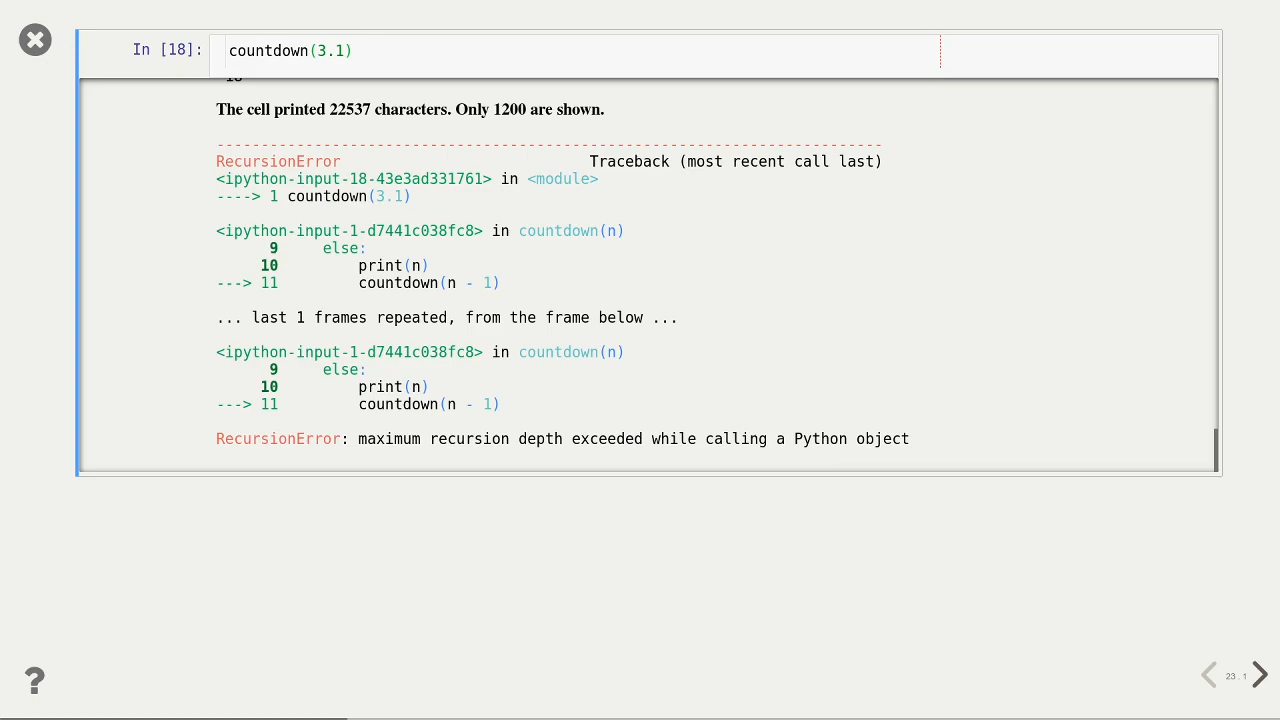 In [18]: countdown(3.1)
The cell printed 22537 characters. Only 1200 are shown.
---------------------------------------------------------------------------
RecursionError                            Traceback (most recent call last)
<ipython-input-18-43e3ad331761> in <module>
----> 1 countdown(3.1)
<ipython-input-1-d7441c038fc8> in countdown(n)
      9     else:
     10         print(n)
---> 11         countdown(n - 1)
... last 1 frames repeated, from the frame below ...
<ipython-input-1-d7441c038fc8> in countdown(n)
      9     else:
     10         print(n)
---> 11         countdown(n - 1)
RecursionError: maximum recursion depth exceeded while calling a Python object
?
23.1